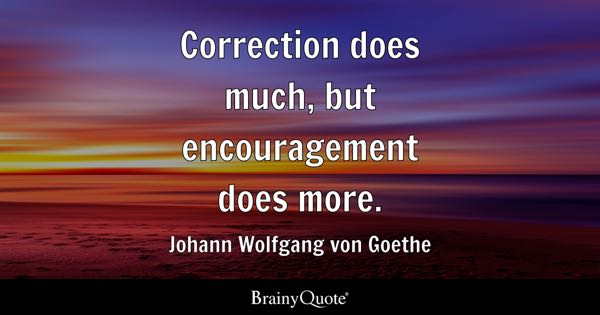 Correction does
much, but
encouragement
does more.
Johann Wolfgang von Goethe
BrainyQuote®